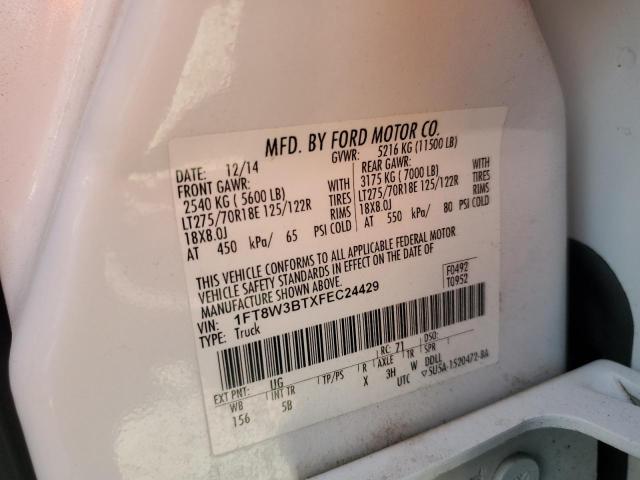 MFD. BY FORD MOTOR CO.
DATE: 12/14 GVWR: 5216 KG (11500 LB)
FRONT GAWR: REAR GAWR:
2540 KG ( 5600 LB) WITH 3175 KG ( 7000 LB) WITH
LT275/70R18E 125/122R TIRES LT275/70R18E 125/122R TIRES
18X8.0J RIMS 18X8.0J RIMS
AT 450 kPa/ 65 PSI COLD AT 550 kPa/ 80 PSI COLD
THIS VEHICLE CONFORMS TO ALL APPLICABLE FEDERAL MOTOR
VEHICLE SAFETY STANDARDS IN EFFECT ON THE DATE OF
MANUFACTURE SHOWN ABOVE.
VIN: 1FT8W3BTXFEC24429 F0492
TYPE: Truck T0952
EXT PNT: UG RC 71 DSO:
WB INT TR TP/PS R AXLE TR SPR
156 5B X 3H W DDLL
UTC ▽5U5A-1520472-BA